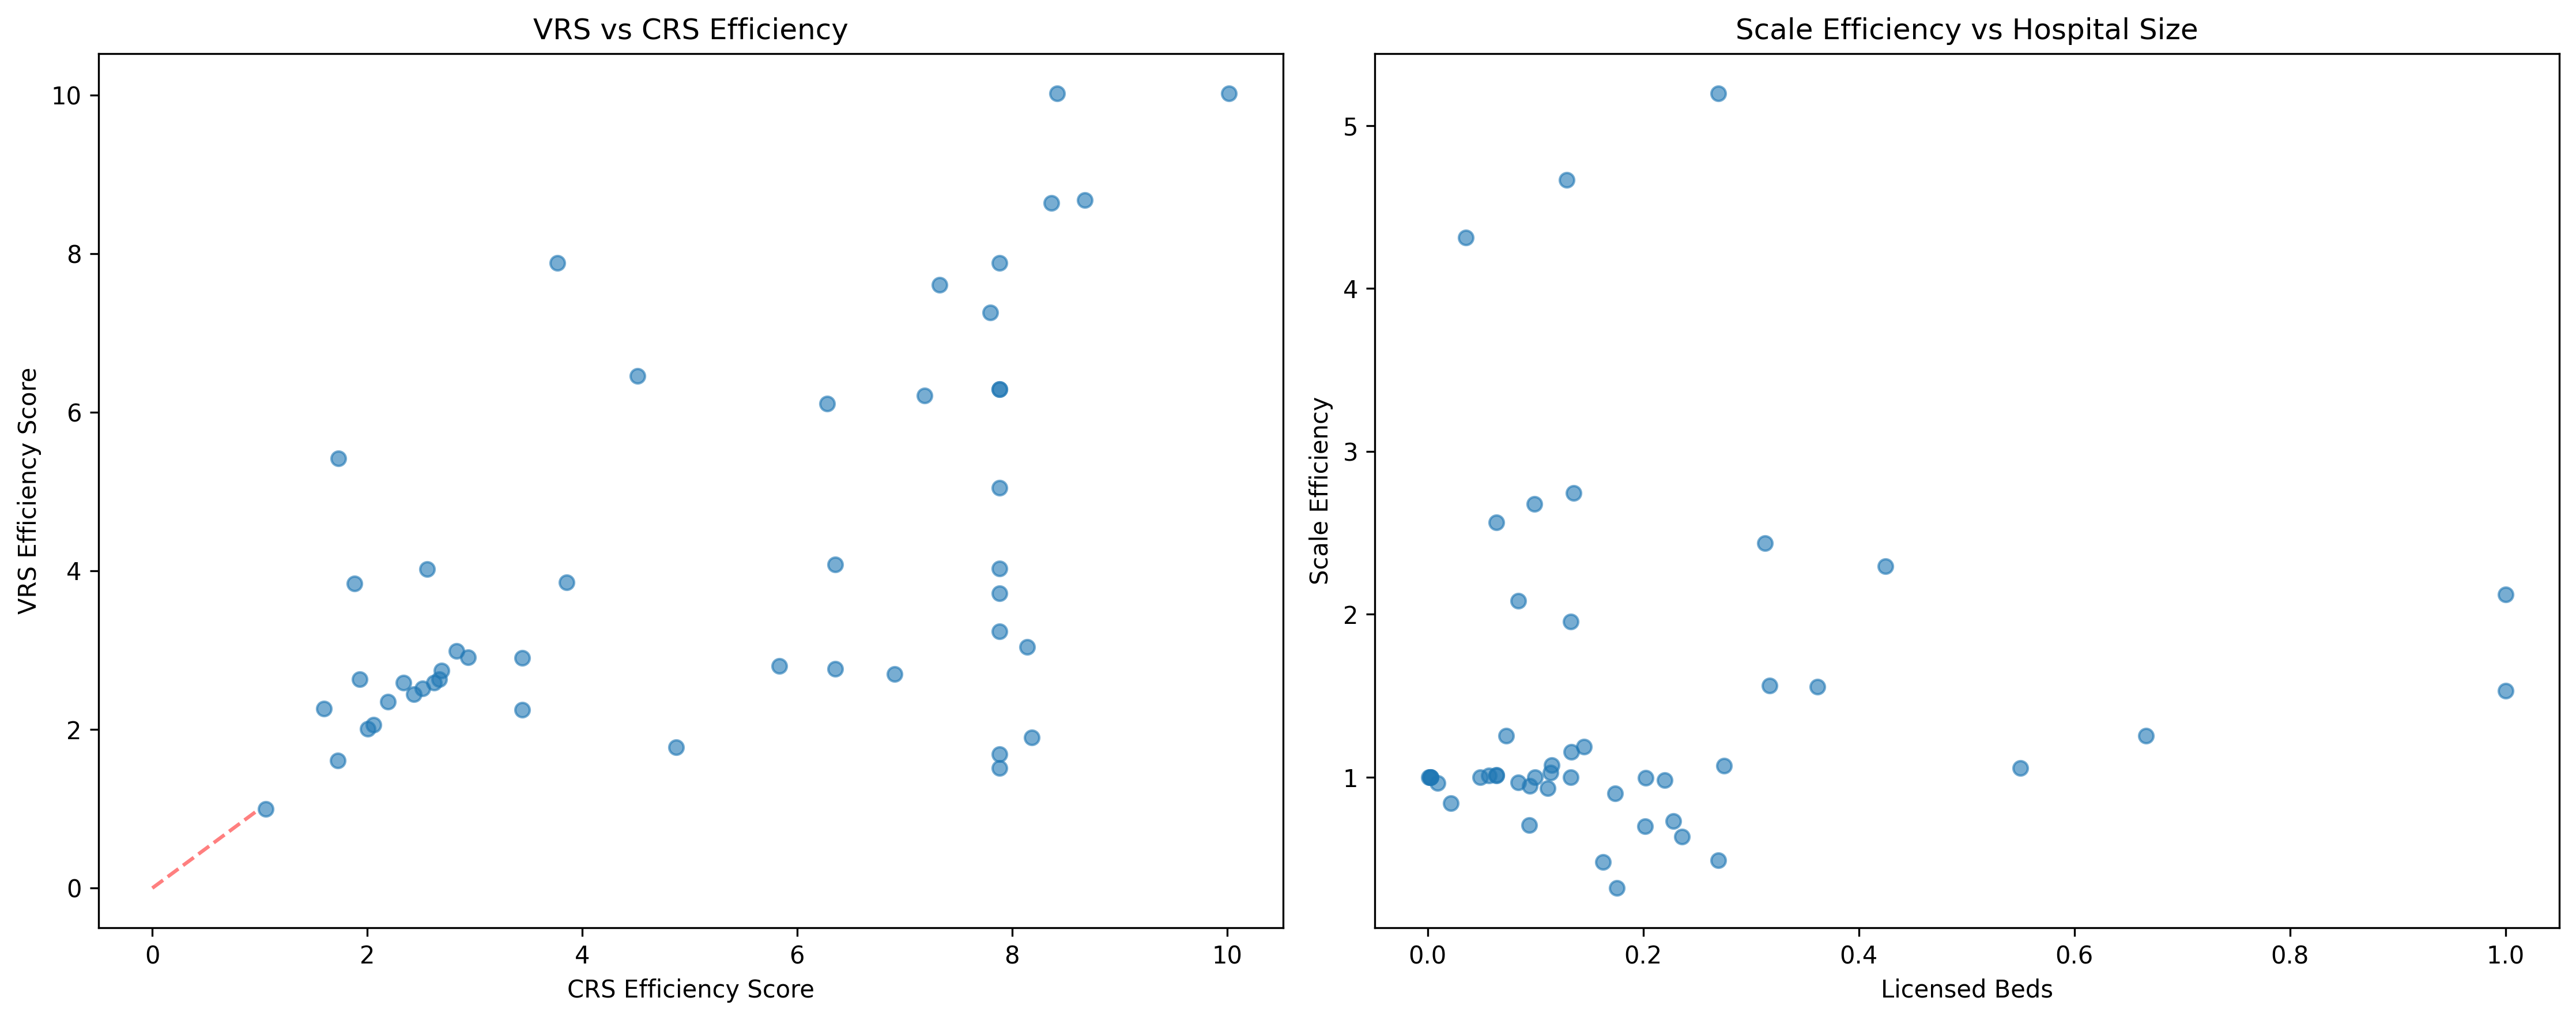 VRS vs CRS Efficiency
VRS Efficiency Score
10
8
6
4
2
0
0 2 4 6 8 10
CRS Efficiency Score
Scale Efficiency vs Hospital Size
Scale Efficiency
5
4
3
2
1
0.0 0.2 0.4 0.6 0.8 1.0
Licensed Beds